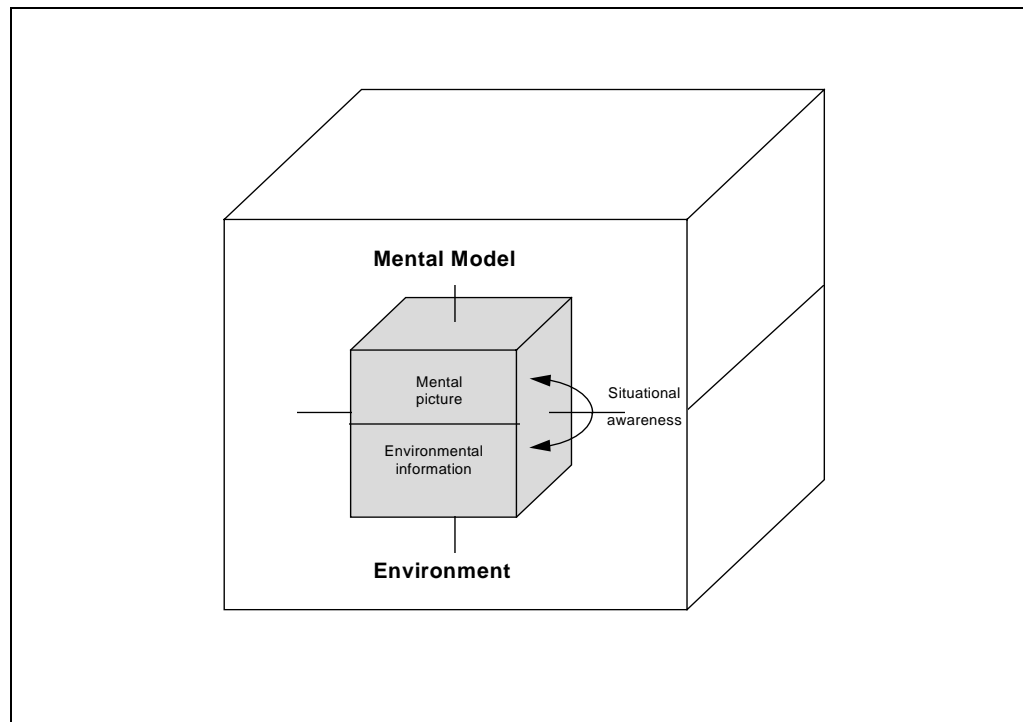 Mental Model
Mental
picture
Situational
awareness
Environmental
information
Environment